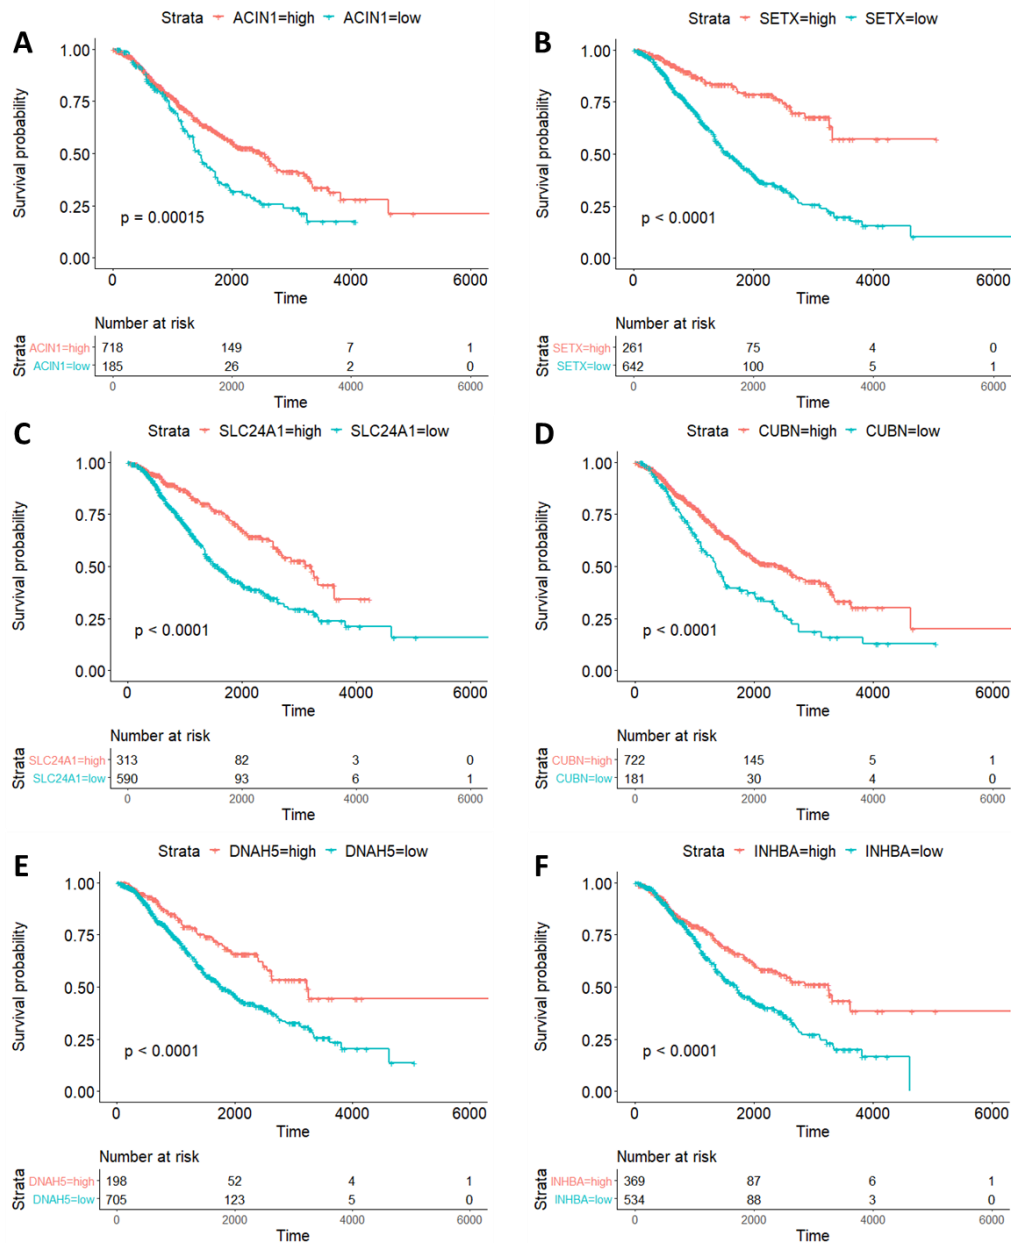 A
Strata ACIN1=high ACIN1=low
Survival probability
1.00
0.75
0.50
0.25
0.00
p = 0.00015
0 2000 4000 6000
Time
Number at risk
Strata
ACIN1=high 718 149 7 1
ACIN1=low 185 26 2 0
0 2000 4000 6000
Time
B
Strata SETX=high SETX=low
Survival probability
1.00
0.75
0.50
0.25
0.00
p < 0.0001
0 2000 4000 6000
Time
Number at risk
Strata
SETX=high 261 75 4 0
SETX=low 642 100 5 1
0 2000 4000 6000
Time
C
Strata SLC24A1=high SLC24A1=low
Survival probability
1.00
0.75
0.50
0.25
0.00
p < 0.0001
0 2000 4000 6000
Time
Number at risk
Strata
SLC24A1=high 313 82 3 0
SLC24A1=low 590 93 6 1
0 2000 4000 6000
Time
D
Strata CUBN=high CUBN=low
Survival probability
1.00
0.75
0.50
0.25
0.00
p < 0.0001
0 2000 4000 6000
Time
Number at risk
Strata
CUBN=high 722 145 5 1
CUBN=low 181 30 4 0
0 2000 4000 6000
Time
E
Strata DNAH5=high DNAH5=low
Survival probability
1.00
0.75
0.50
0.25
0.00
p < 0.0001
0 2000 4000 6000
Time
Number at risk
Strata
DNAH5=high 198 52 4 1
DNAH5=low 705 123 5 0
0 2000 4000 6000
Time
F
Strata INHBA=high INHBA=low
Survival probability
1.00
0.75
0.50
0.25
0.00
p < 0.0001
0 2000 4000 6000
Time
Number at risk
Strata
INHBA=high 369 87 6 1
INHBA=low 534 88 3 0
0 2000 4000 6000
Time